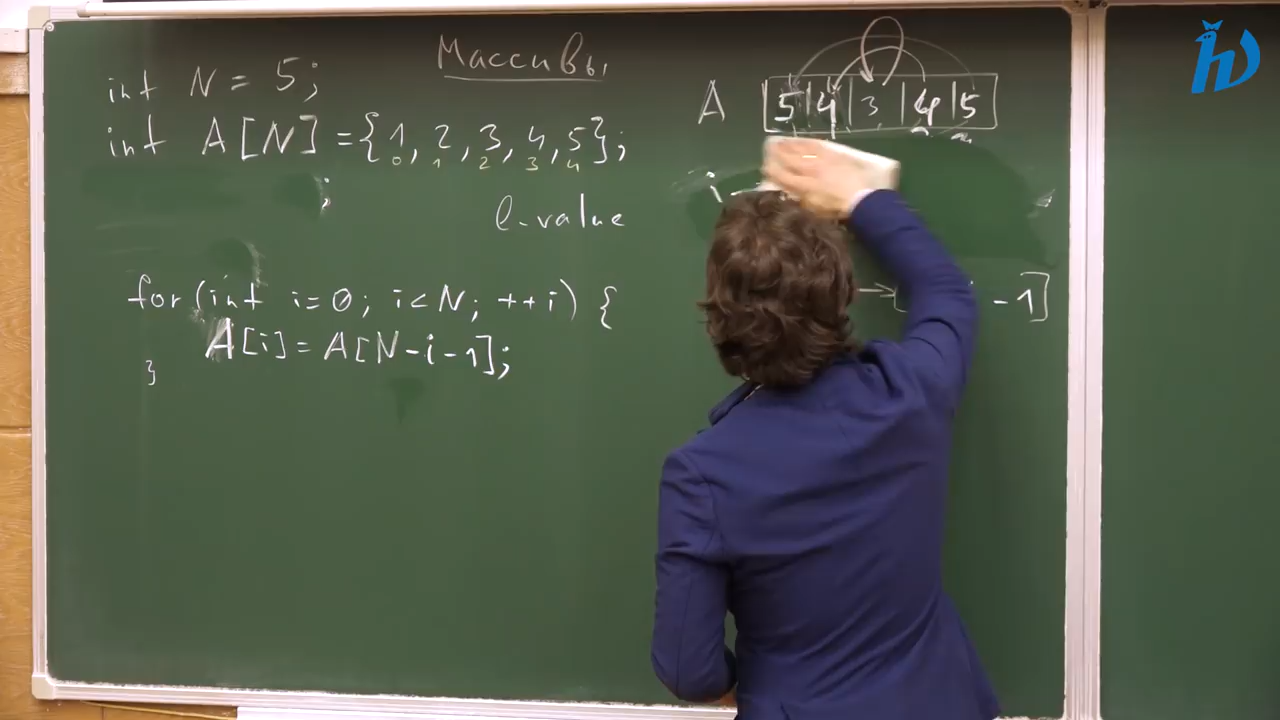 Массивы
int N = 5;
int A[N] = {1, 2, 3, 4, 5};
0 1 2 3 4
;
l-value
for (int i=0; i<N; ++i) {
A[i] = A[N-i-1];
}
A |5|4|3|4|5|
i
→ [ - 1]